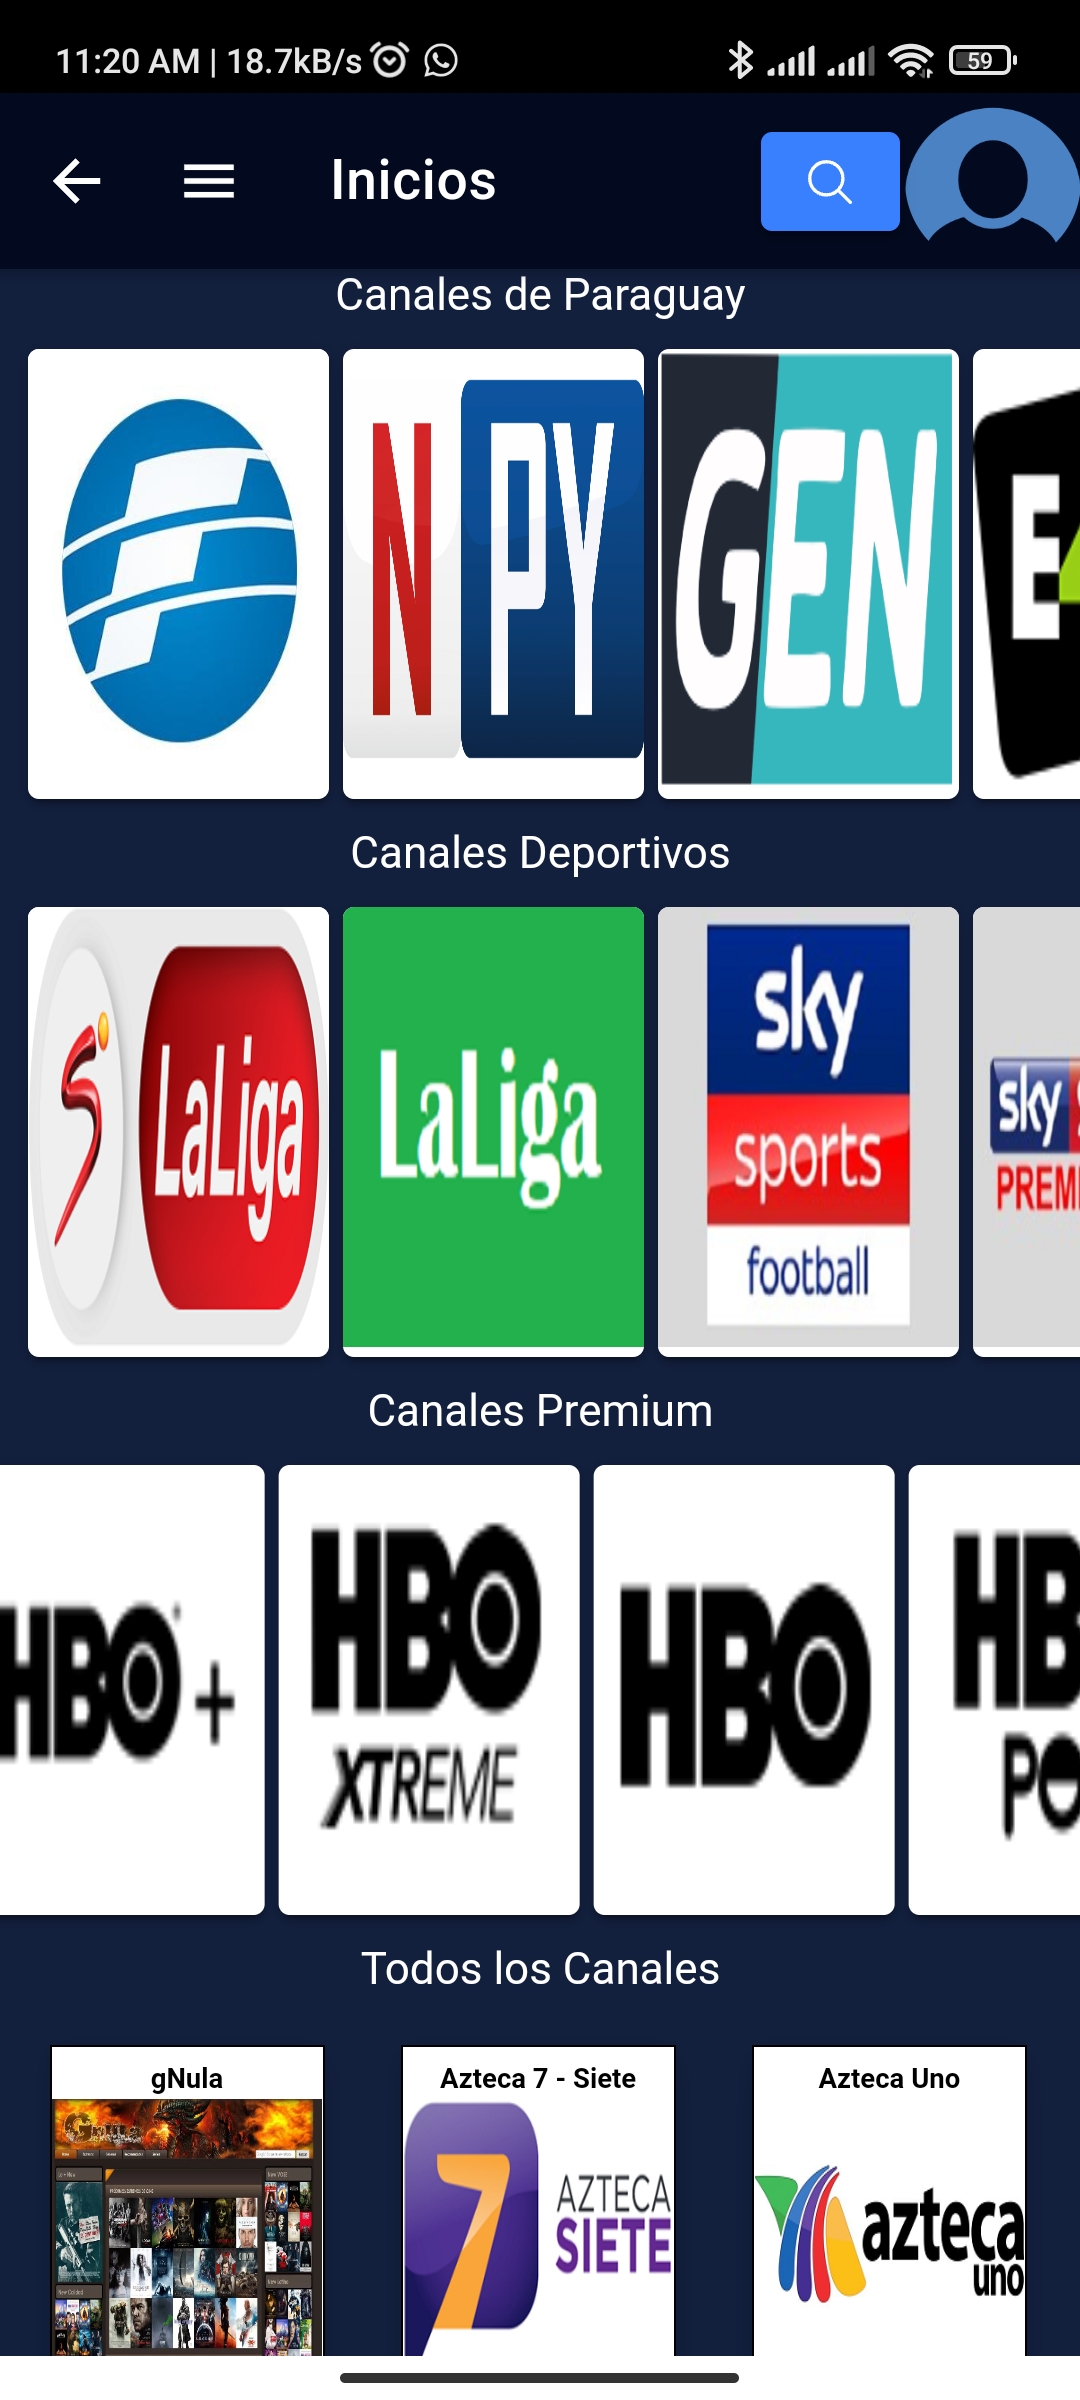 11:20 AM | 18.7kB/s
59
Inicios
Canales de Paraguay
N PY
GEN
E
Canales Deportivos
S LaLiga
LaLiga
sky
sports
football
sky
PREM
Canales Premium
HBO +
HBO
XTREME
HBO
HB
PO
Todos los Canales
gNula
Azteca 7 - Siete
Azteca Uno
7 AZTECA
SIETE
azteca
uno